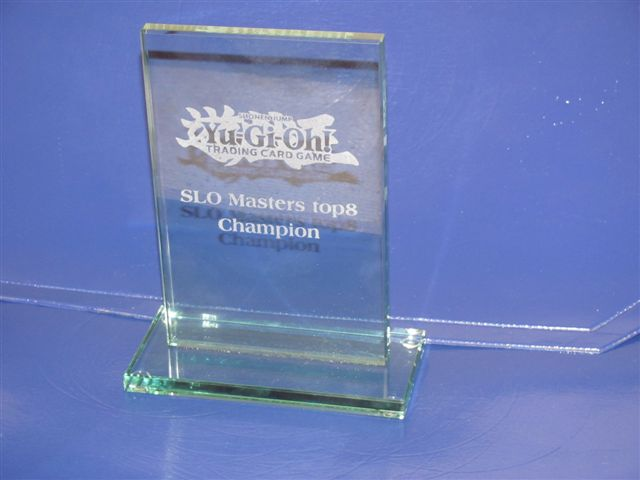 SHONEN JUMP
Yu-Gi-Oh!
TRADING CARD GAME
SLO Masters top8
Champion